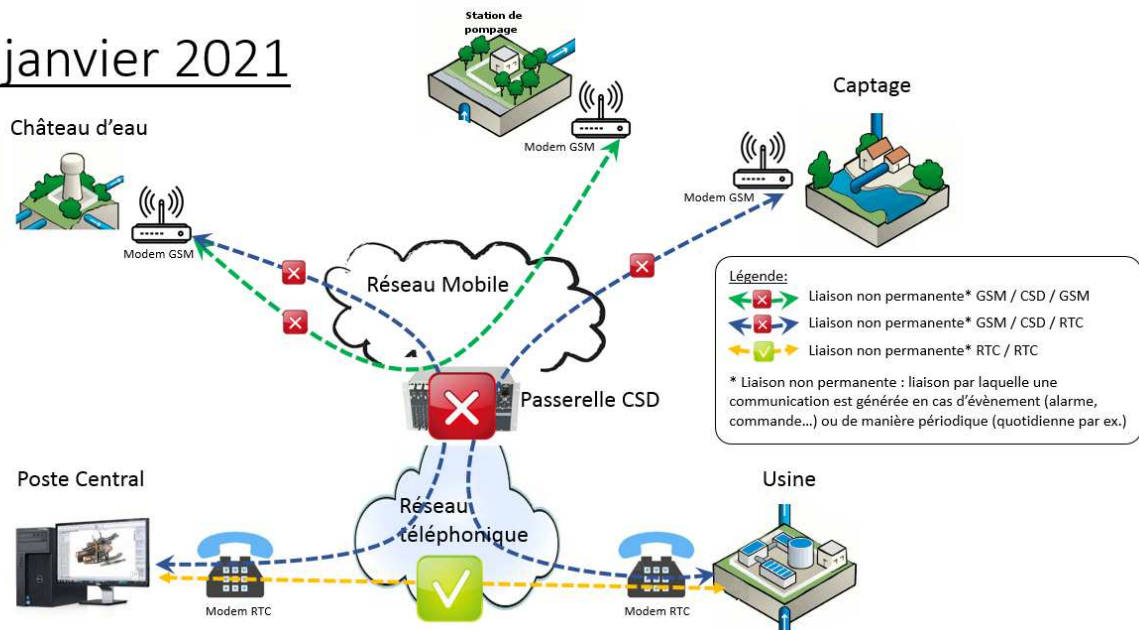 janvier 2021
Station de
pompage
Modem GSM
Captage
Modem GSM
Château d'eau
Modem GSM
Réseau Mobile
Légende:
Liaison non permanente* GSM / CSD / GSM
Liaison non permanente* GSM / CSD / RTC
Liaison non permanente* RTC / RTC
* Liaison non permanente : liaison par laquelle une
communication est générée en cas d'évènement (alarme,
commande...) ou de manière périodique (quotidienne par ex.)
Passerelle CSD
Poste Central
Réseau
téléphonique
Usine
Modem RTC
Modem RTC